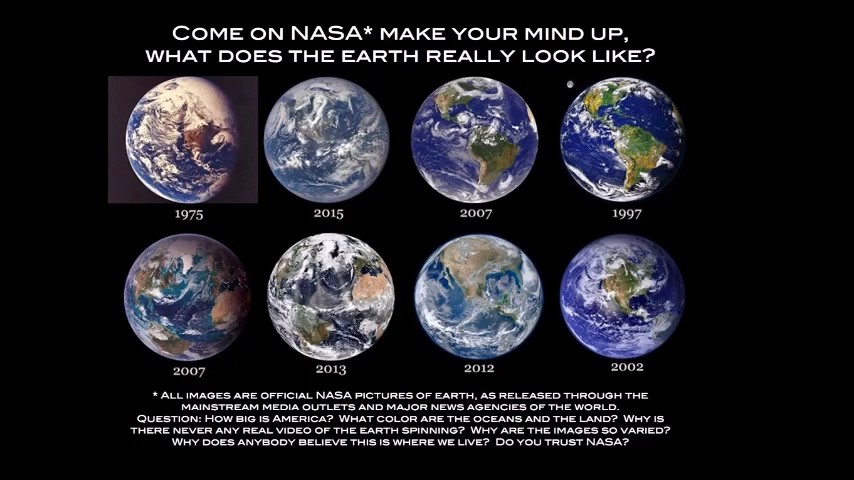 COME ON NASA* MAKE YOUR MIND UP,
WHAT DOES THE EARTH REALLY LOOK LIKE?
1975
2015
2007
1997
2007
2013
2012
2002
* ALL IMAGES ARE OFFICIAL NASA PICTURES OF EARTH, AS RELEASED THROUGH THE
MAINSTREAM MEDIA OUTLETS AND MAJOR NEWS AGENCIES OF THE WORLD.
QUESTION: HOW BIG IS AMERICA? WHAT COLOR ARE THE OCEANS AND THE LAND? WHY IS
THERE NEVER ANY REAL VIDEO OF THE EARTH SPINNING? WHY ARE THE IMAGES SO VARIED?
WHY DOES ANYBODY BELIEVE THIS IS WHERE WE LIVE? DO YOU TRUST NASA?